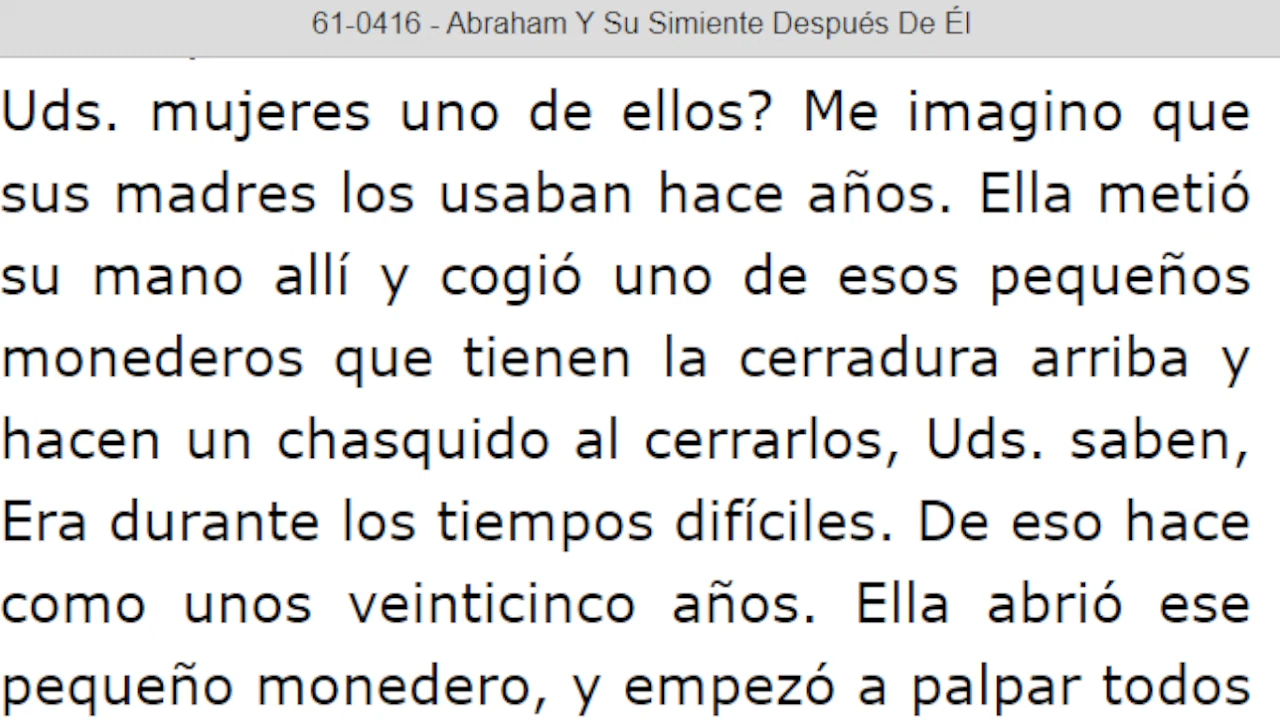 61-0416 - Abraham Y Su Simiente Después De Él
Uds. mujeres uno de ellos? Me imagino que
sus madres los usaban hace años. Ella metió
su mano allí y cogió uno de esos pequeños
monederos que tienen la cerradura arriba y
hacen un chasquido al cerrarlos, Uds. saben,
Era durante los tiempos difíciles. De eso hace
como unos veinticinco años. Ella abrió ese
pequeño monedero, y empezó a palpar todos